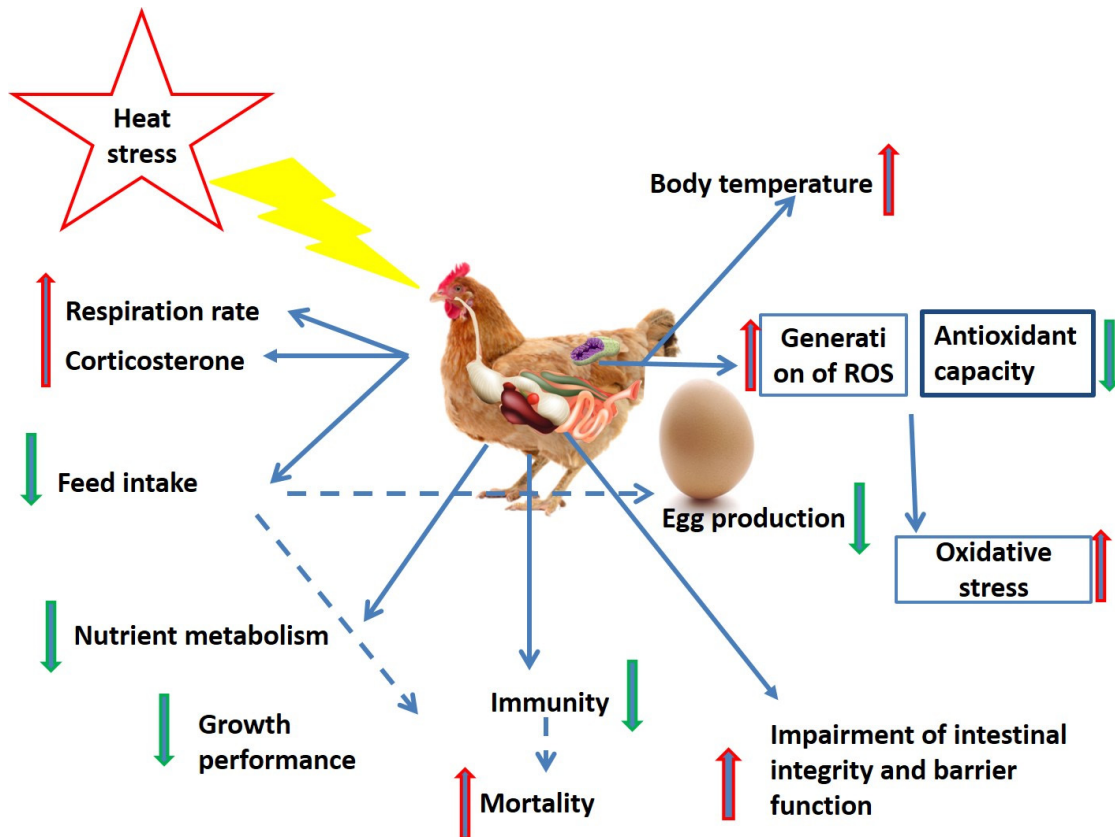 Heat
stress
Body temperature
Respiration rate
Corticosterone
Generati
on of ROS
Antioxidant
capacity
Feed intake
Egg production
Oxidative
stress
Nutrient metabolism
Immunity
Growth
performance
Impairment of intestinal
integrity and barrier
function
Mortality